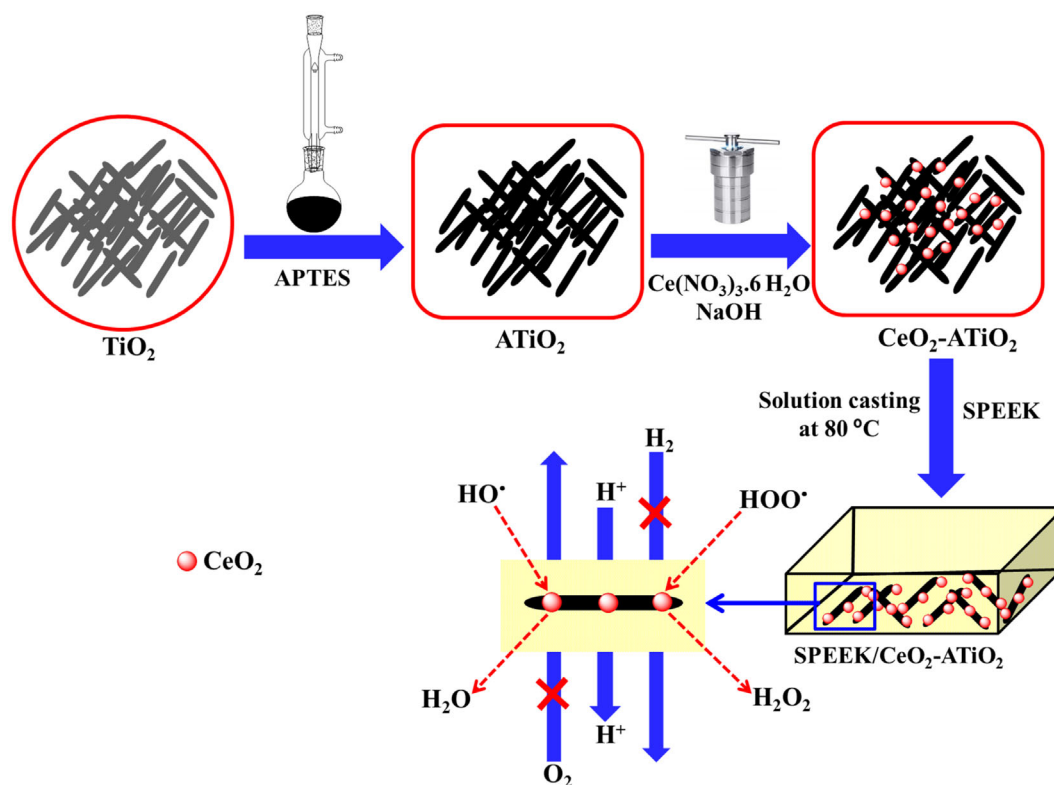 APTES
Ce(NO₃)₃.6 H₂O
NaOH
TiO₂
ATiO₂
CeO₂-ATiO₂
Solution casting
at 80 °C
SPEEK
H₂
HO•
H⁺
HOO•
CeO₂
SPEEK/CeO₂-ATiO₂
H₂O
H₂O₂
H⁺
O₂